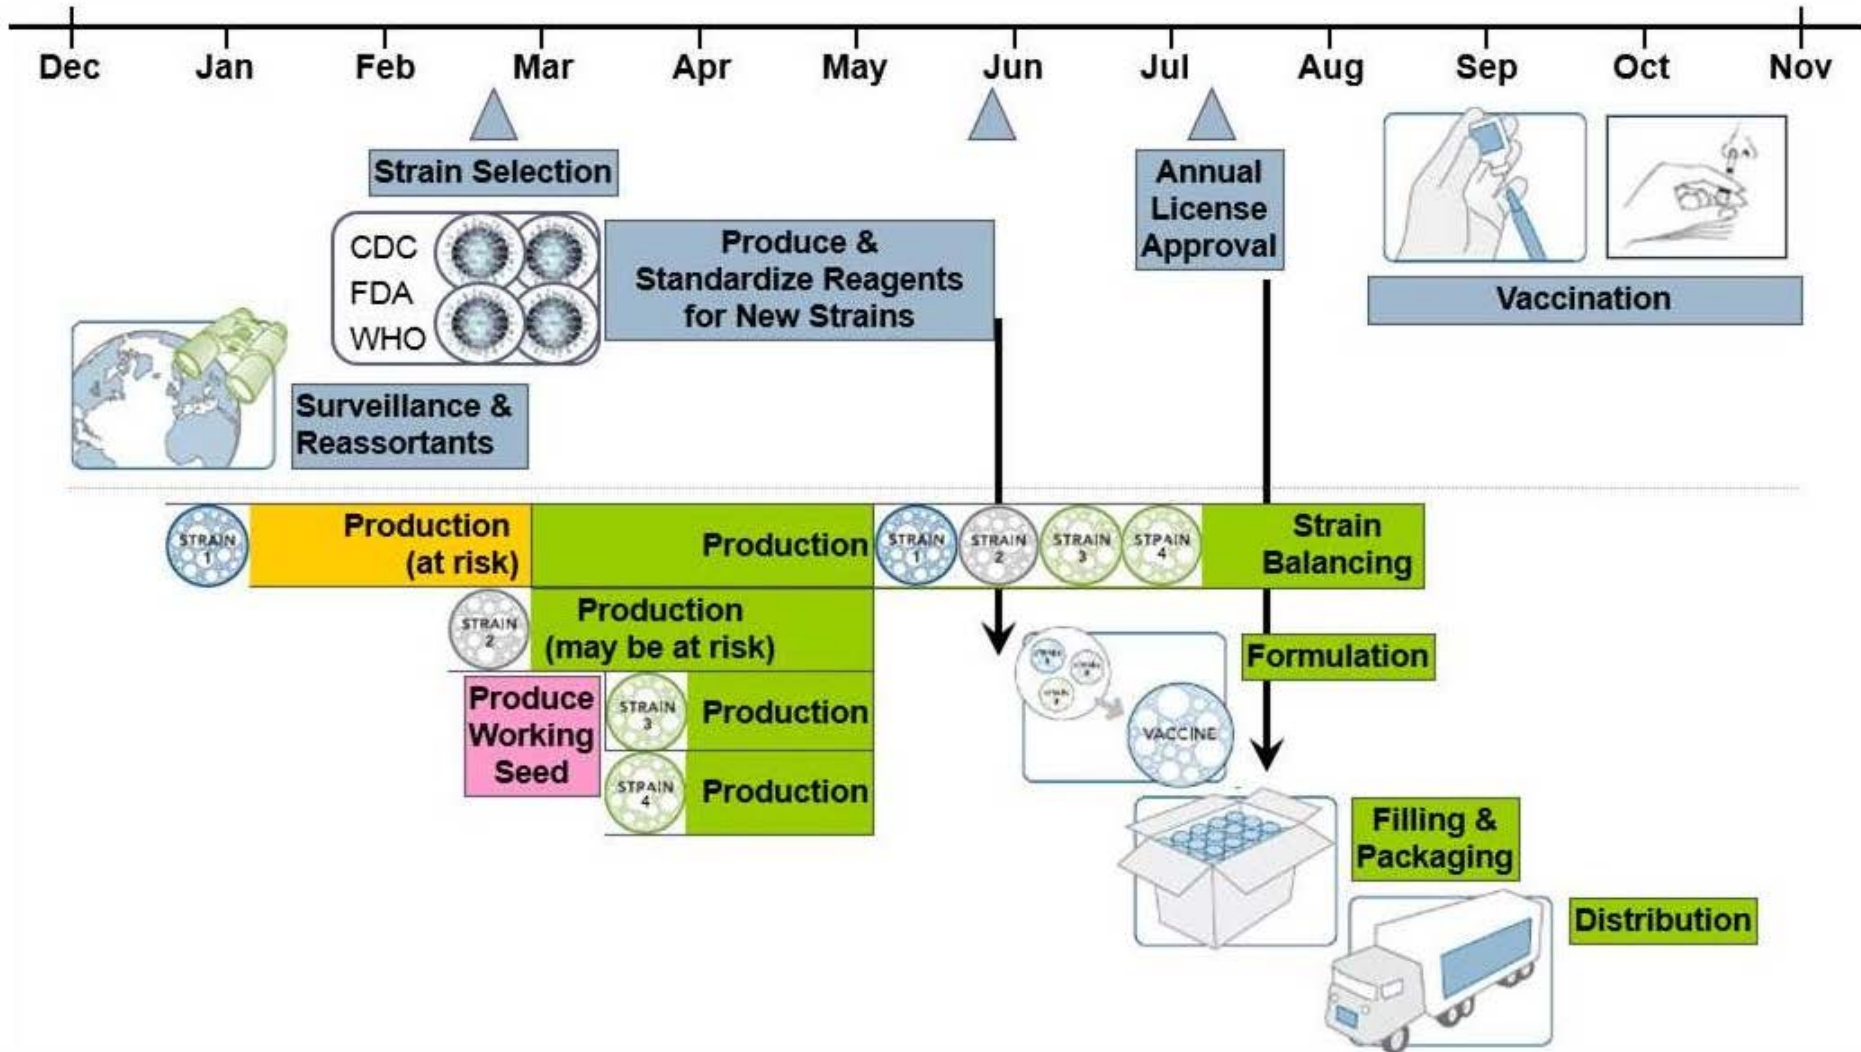 Dec Jan Feb Mar Apr May Jun Jul Aug Sep Oct Nov
Strain Selection
CDC
FDA
WHO
Produce &
Standardize Reagents
for New Strains
Annual
License
Approval
Vaccination
Surveillance &
Reassortants
STRAIN
1
Production
(at risk)
Production
STRAIN
1
STRAIN
2
STRAIN
3
STPAIN
4
Strain
Balancing
STRAIN
2
Production
(may be at risk)
Produce
Working
Seed
STRAIN
3
Production
STPAIN
4
Production
VACCINE
Formulation
Filling &
Packaging
Distribution